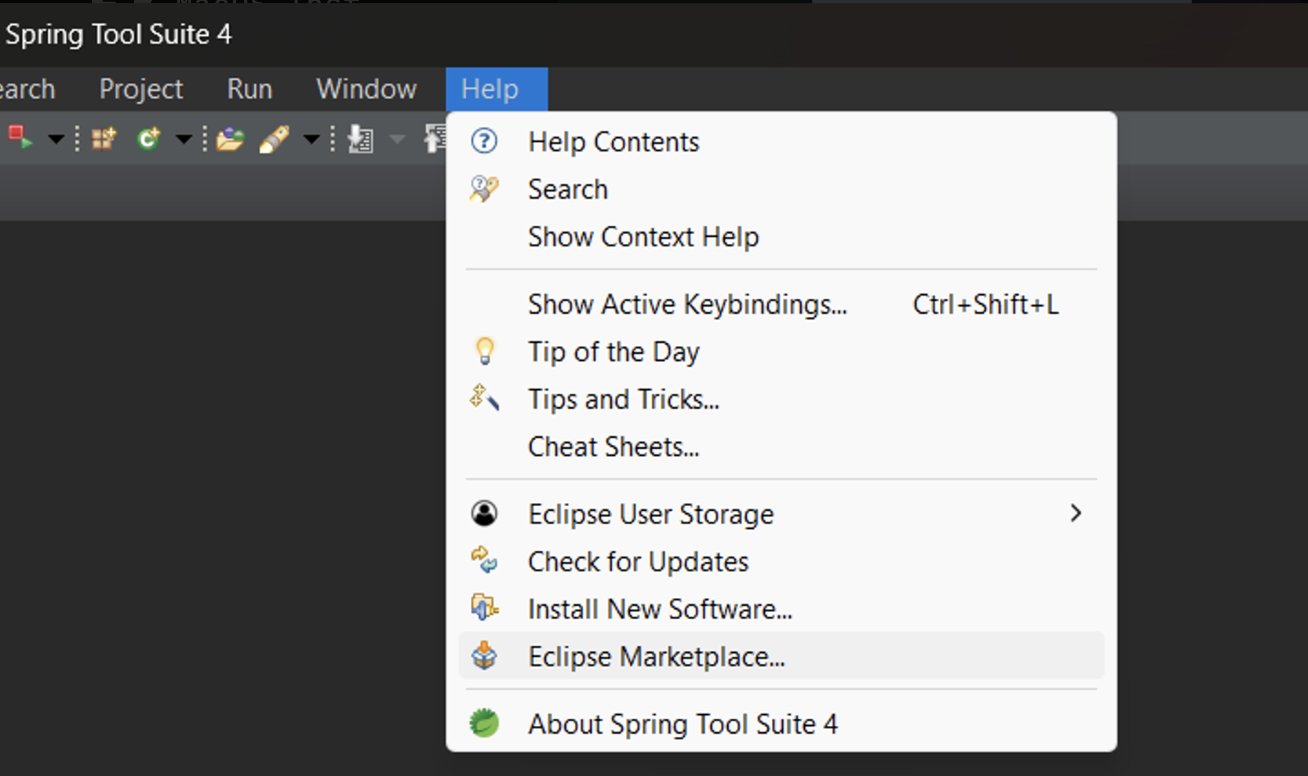 Spring Tool Suite 4
earch Project Run Window Help
Help Contents
Search
Show Context Help
Show Active Keybindings... Ctrl+Shift+L
Tip of the Day
Tips and Tricks...
Cheat Sheets...
Eclipse User Storage
Check for Updates
Install New Software...
Eclipse Marketplace...
About Spring Tool Suite 4